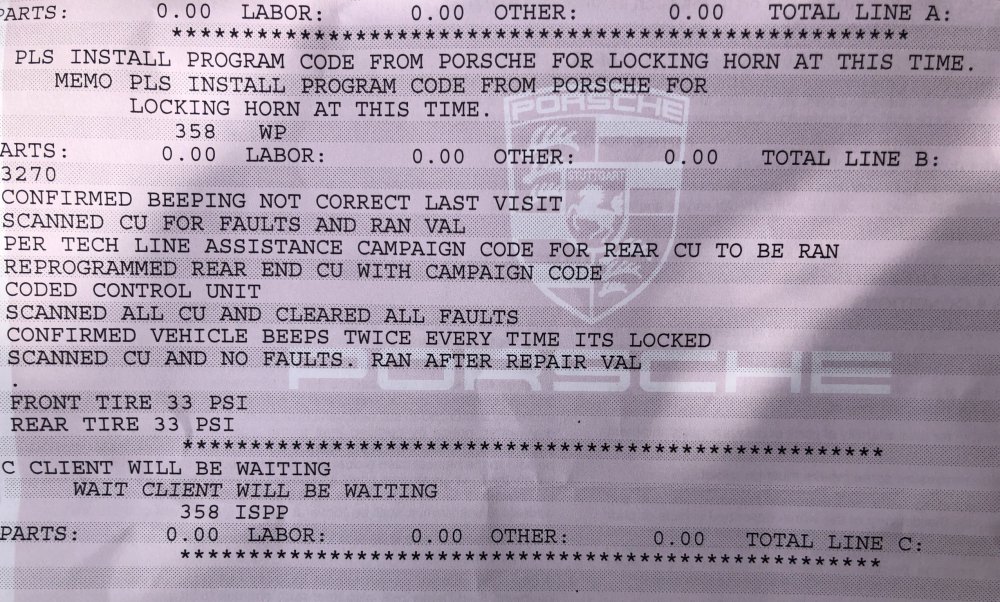 PARTS: 0.00 LABOR: 0.00 OTHER: 0.00 TOTAL LINE A:
***************************************************
PLS INSTALL PROGRAM CODE FROM PORSCHE FOR LOCKING HORN AT THIS TIME.
MEMO PLS INSTALL PROGRAM CODE FROM PORSCHE FOR
LOCKING HORN AT THIS TIME.
358 WP
ARTS: 0.00 LABOR: 0.00 OTHER: 0.00 TOTAL LINE B:
3270
CONFIRMED BEEPING NOT CORRECT LAST VISIT
SCANNED CU FOR FAULTS AND RAN VAL
PER TECH LINE ASSISTANCE CAMPAIGN CODE FOR REAR CU TO BE RAN
REPROGRAMMED REAR END CU WITH CAMPAIGN CODE
CODED CONTROL UNIT
SCANNED ALL CU AND CLEARED ALL FAULTS
CONFIRMED VEHICLE BEEPS TWICE EVERY TIME ITS LOCKED
SCANNED CU AND NO FAULTS. RAN AFTER REPAIR VAL
.
FRONT TIRE 33 PSI
REAR TIRE 33 PSI
***************************************************
C CLIENT WILL BE WAITING
WAIT CLIENT WILL BE WAITING
358 ISPP
PARTS: 0.00 LABOR: 0.00 OTHER: 0.00 TOTAL LINE C:
***************************************************
PORSCHE
STUTTGART
PORSCHE